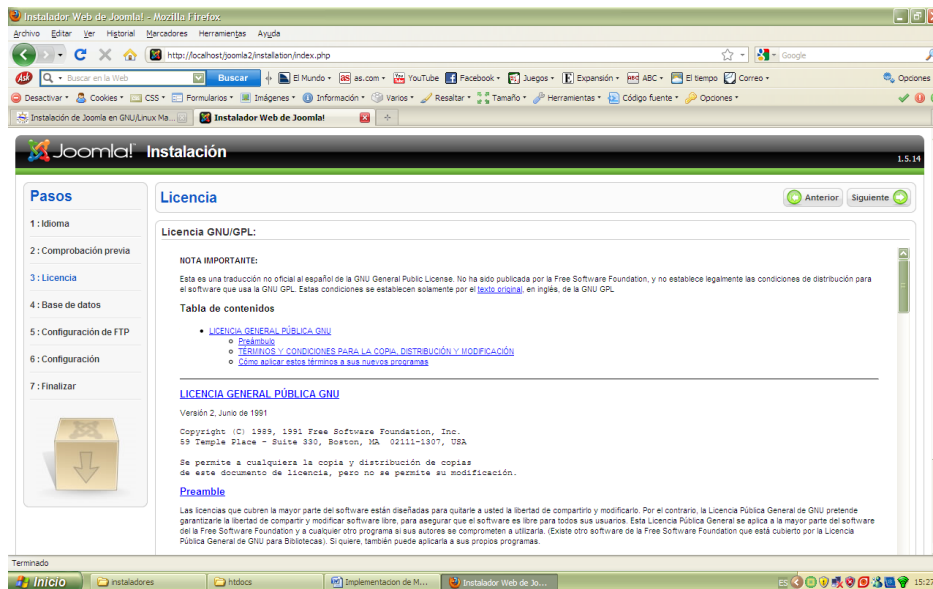 Instalador Web de Joomla! - Mozilla Firefox
Archivo Editar Ver Historial Marcadores Herramientas Ayuda
http://localhost/joomla2/installation/index.php
Google
Ask Buscar en la Web Buscar El Mundo as as.com YouTube Facebook Juegos E Expansión ABC ABC El tiempo Correo Opciones
Desactivar Cookies CSS Formularios Imágenes Información Varios Resaltar Tamaño Herramientas Código fuente Opciones
Instalación de Joomla en GNU/Linux Ma... Instalador Web de Joomla!
Joomla! Instalación
1.5.14
Pasos
1 : Idioma
2 : Comprobación previa
3 : Licencia
4 : Base de datos
5 : Configuración de FTP
6 : Configuración
7 : Finalizar
Licencia
Anterior Siguiente
Licencia GNU/GPL:
NOTA IMPORTANTE:
Esta es una traducción no oficial al español de la GNU General Public License. No ha sido publicada por la Free Software Foundation, y no establece legalmente las condiciones de distribución para
el software que usa la GNU GPL. Estas condiciones se establecen solamente por el texto original, en inglés, de la GNU GPL
Tabla de contenidos
LICENCIA GENERAL PÚBLICA GNU
Preámbulo
TÉRMINOS Y CONDICIONES PARA LA COPIA, DISTRIBUCIÓN Y MODIFICACIÓN
Cómo aplicar estos términos a sus nuevos programas
LICENCIA GENERAL PÚBLICA GNU
Versión 2, Junio de 1991
Copyright (C) 1989, 1991 Free Software Foundation, Inc.
59 Temple Place - Suite 330, Boston, MA 02111-1307, USA
Se permite a cualquiera la copia y distribución de copias
de este documento de licencia, pero no se permite su modificación.
Preamble
Las licencias que cubren la mayor parte del software están diseñadas para quitarle a usted la libertad de compartirlo y modificarlo. Por el contrario, la Licencia Pública General de GNU pretende
garantizarle la libertad de compartir y modificar software libre, para asegurar que el software es libre para todos sus usuarios. Esta Licencia Pública General se aplica a la mayor parte del software
del la Free Software Foundation y a cualquier otro programa si sus autores se comprometen a utilizarla. (Existe otro software de la Free Software Foundation que está cubierto por la Licencia
Pública General de GNU para Bibliotecas). Si quiere, también puede aplicarla a sus propios programas.
Terminado
Inicio instaladores htdocs Implementacion de M... Instalador Web de Jo... ES 15:27